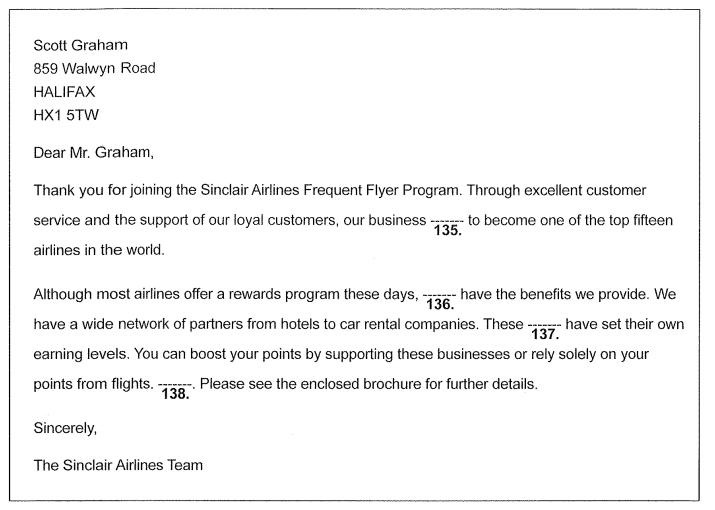 Scott Graham
859 Walwyn Road
HALIFAX
HX1 5TW
Dear Mr. Graham,
Thank you for joining the Sinclair Airlines Frequent Flyer Program. Through excellent customer
service and the support of our loyal customers, our business ------- to become one of the top fifteen
135.
airlines in the world.
Although most airlines offer a rewards program these days, ------- have the benefits we provide. We
136.
have a wide network of partners from hotels to car rental companies. These ------- have set their own
137.
earning levels. You can boost your points by supporting these businesses or rely solely on your
points from flights. -------. Please see the enclosed brochure for further details.
138.
Sincerely,
The Sinclair Airlines Team